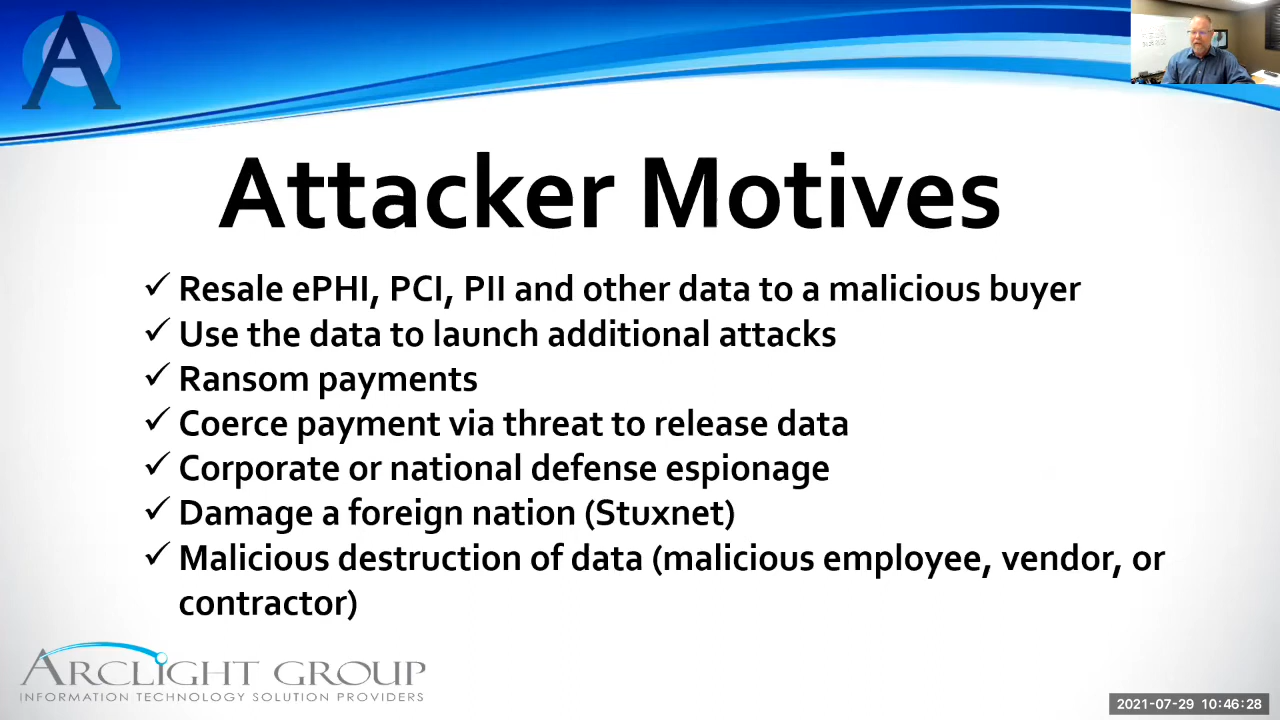 A
Attacker Motives
✓ Resale ePHI, PCI, PII and other data to a malicious buyer
✓ Use the data to launch additional attacks
✓ Ransom payments
✓ Coerce payment via threat to release data
✓ Corporate or national defense espionage
✓ Damage a foreign nation (Stuxnet)
✓ Malicious destruction of data (malicious employee, vendor, or
contractor)
ARCLIGHT GROUP
INFORMATION TECHNOLOGY SOLUTION PROVIDERS
2021-07-29 10:46:28